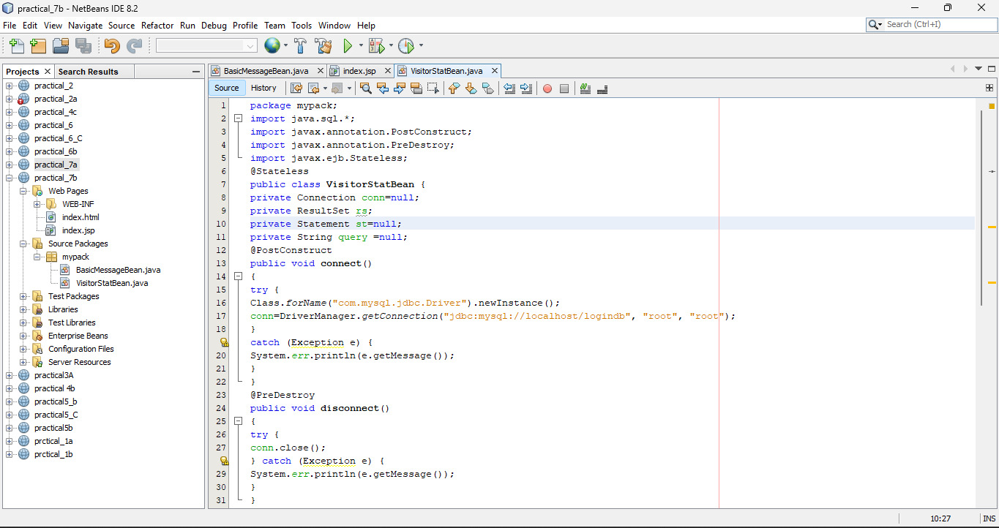 practical_7b - NetBeans IDE 8.2
File Edit View Navigate Source Refactor Run Debug Profile Team Tools Window Help
Search (Ctrl+I)
Projects
Search Results
practical_2
practical_2a
practical_4c
practical_6
practical_6_C
practical_6b
practical_7a
practical_7b
Web Pages
WEB-INF
index.html
index.jsp
Source Packages
mypack
BasicMessageBean.java
VisitorStatBean.java
Test Packages
Libraries
Test Libraries
Enterprise Beans
Configuration Files
Server Resources
practical3A
practical 4b
practical5_b
practical5_C
practical5b
prctical_1a
prctical_1b
BasicMessageBean.java index.jsp VisitorStatBean.java
Source History
1 package mypack;
2 import java.sql.*;
3 import javax.annotation.PostConstruct;
4 import javax.annotation.PreDestroy;
5 import javax.ejb.Stateless;
6 @Stateless
7 public class VisitorStatBean {
8 private Connection conn=null;
9 private ResultSet rs;
10 private Statement st=null;
11 private String query =null;
12 @PostConstruct
13 public void connect()
14 {
15 try {
16 Class.forName("com.mysql.jdbc.Driver").newInstance();
17 conn=DriverManager.getConnection("jdbc:mysql://localhost/logindb", "root", "root");
18 }
catch (Exception e) {
20 System.err.println(e.getMessage());
21 }
22 }
23 @PreDestroy
24 public void disconnect()
25 {
26 try {
27 conn.close();
} catch (Exception e) {
29 System.err.println(e.getMessage());
30 }
31 }
10:27 INS